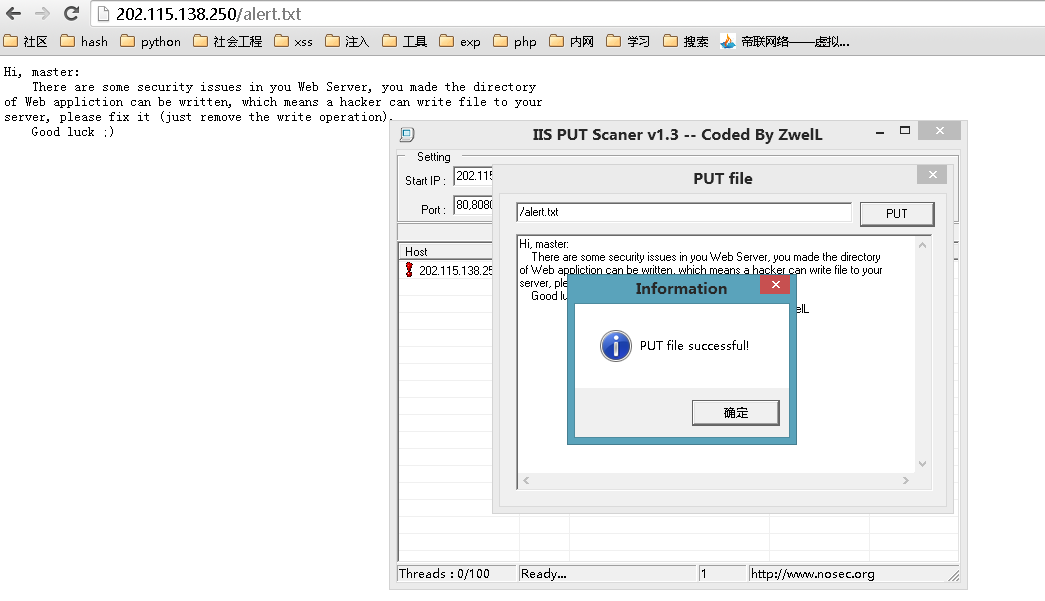 202.115.138.250/alert.txt
社区 hash python 社会工程 xss 注入 工具 exp php 内网 学习 搜索 帝联网络——虚拟...
Hi, master:
There are some security issues in you Web Server, you made the directory
of Web appliction can be written, which means a hacker can write file to your
server, please fix it (just remove the write operation).
Good luck ;)
IIS PUT Scaner v1.3 -- Coded By ZwelL
Setting
Start IP : 202.115
Port : 80,8080
Host
202.115.138.25
PUT file
/alert.txt
PUT
Hi, master:
There are some security issues in you Web Server, you made the directory
of Web appliction can be written, which means a hacker can write file to your
server, ple
Good lu
elL
Information
PUT file successful!
确定
Threads : 0/100 Ready... 1 http://www.nosec.org